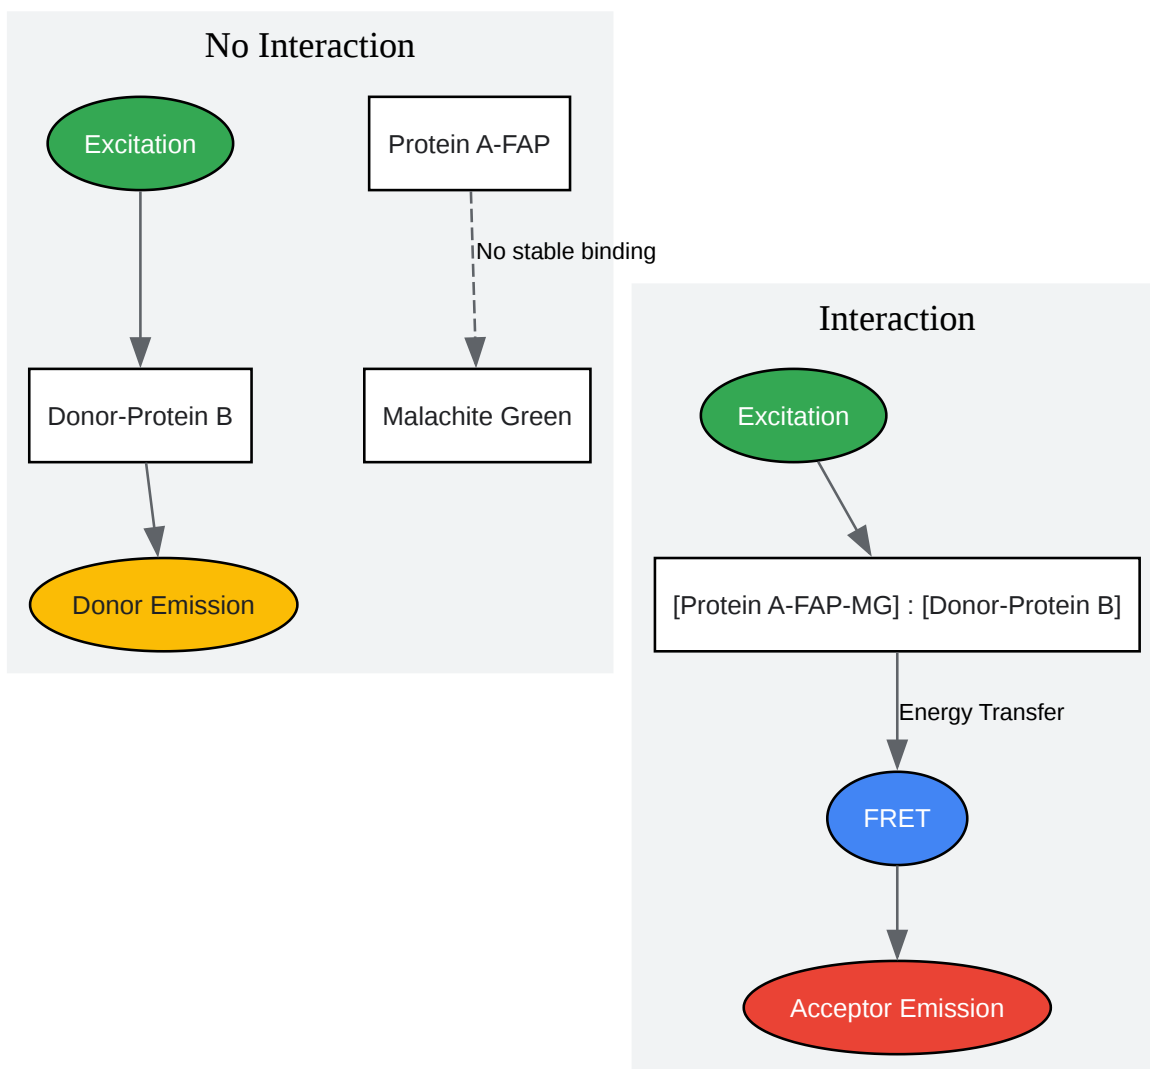 No Interaction
Excitation
Protein A-FAP
No stable binding
Donor-Protein B
Malachite Green
Donor Emission
Interaction
Excitation
[Protein A-FAP-MG] : [Donor-Protein B]
Energy Transfer
FRET
Acceptor Emission